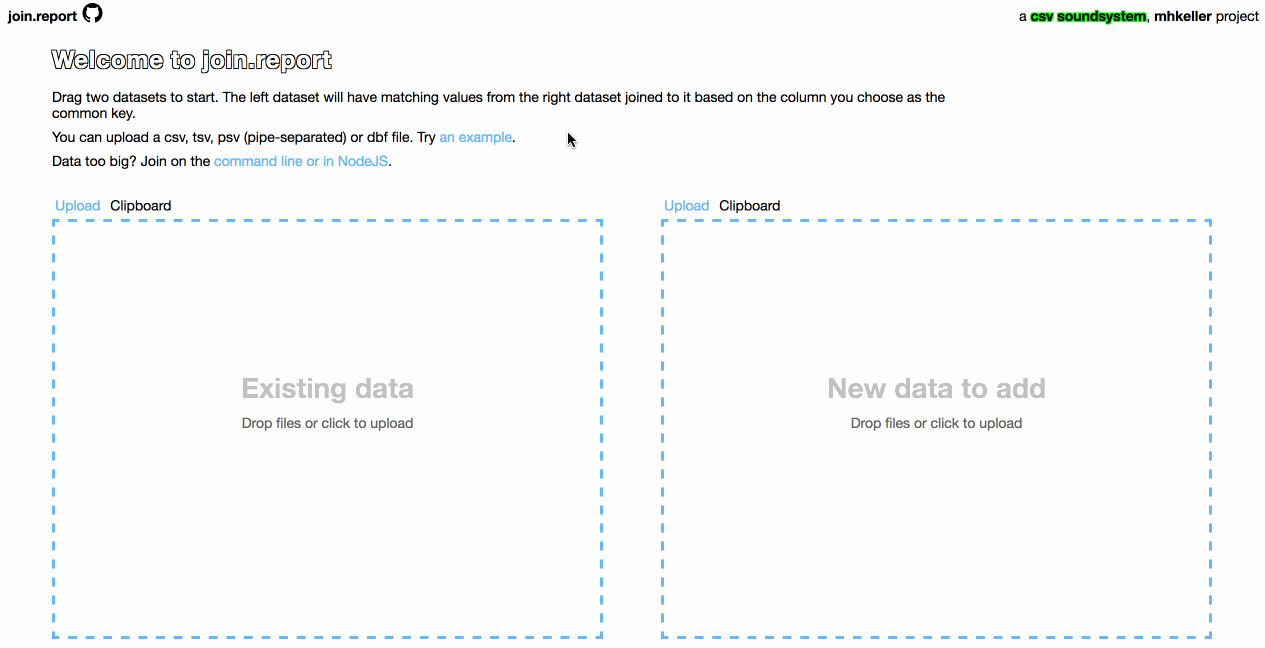 join.report
a csv soundsystem, mhkeller project
Welcome to join.report
Drag two datasets to start. The left dataset will have matching values from the right dataset joined to it based on the column you choose as the
common key.
You can upload a csv, tsv, psv (pipe-separated) or dbf file. Try an example.
Data too big? Join on the command line or in NodeJS.
Upload Clipboard
Existing data
Drop files or click to upload
Upload Clipboard
New data to add
Drop files or click to upload